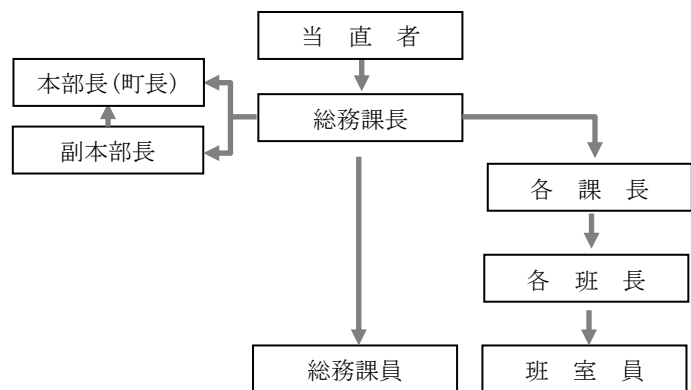 当　直　者
本部長（町長）
総務課長
副本部長
各　課　長
各　班　長
総務課員
班　室　員